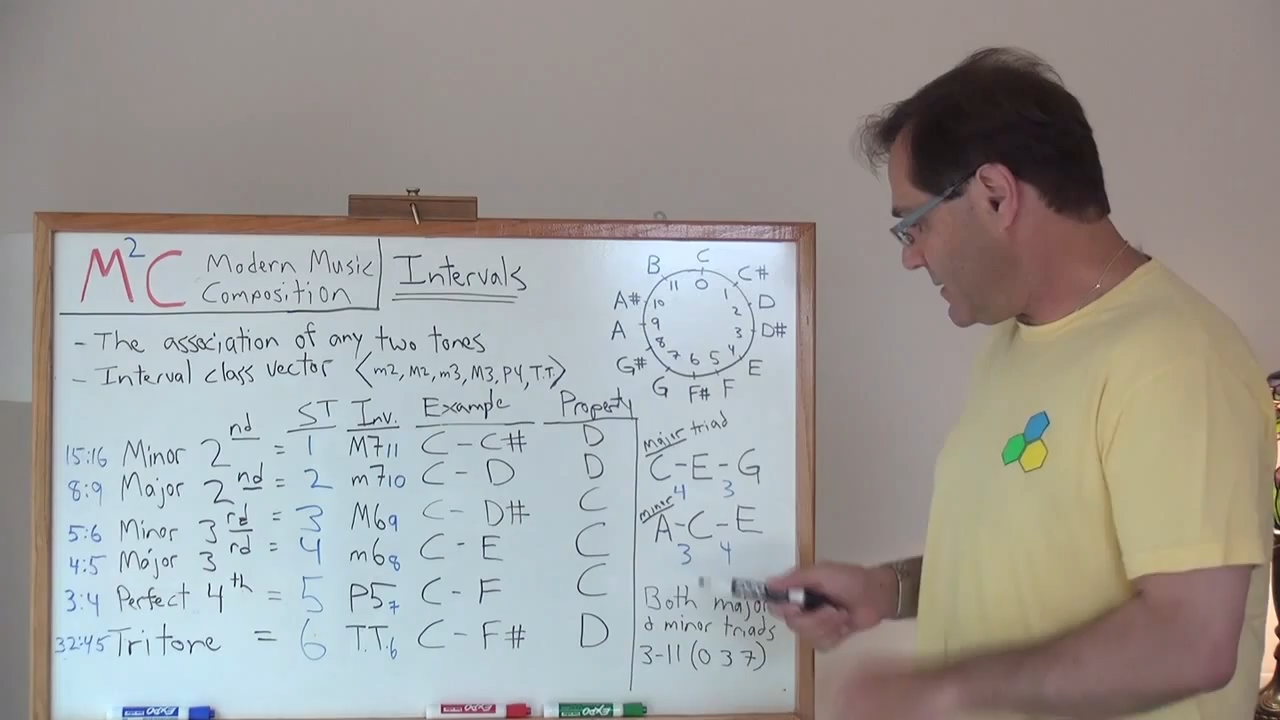 M²C Modern Music Composition Intervals
- The association of any two tones
- Interval class vector ⟨m2, M2, m3, M3, P4, T.T.⟩
ST Inv. Example Property
15:16 Minor 2nd = 1 M7 11 C - C# D
8:9 Major 2nd = 2 m7 10 C - D D
5:6 Minor 3rd = 3 M6 9 C - D# C
4:5 Major 3rd = 4 m6 8 C - E C
3:4 Perfect 4th = 5 P5 7 C - F C
32:45 Tritone = 6 T.T. 6 C - F# D
C C# D D# E F F# G G# A A# B
0 1 2 3 4 5 6 7 8 9 10 11
major triad
C-E-G
4 3
minor
A-C-E
3 4
Both major
& minor triads
3-11 (0 3 7)
EXPO
EXPO
EXPO